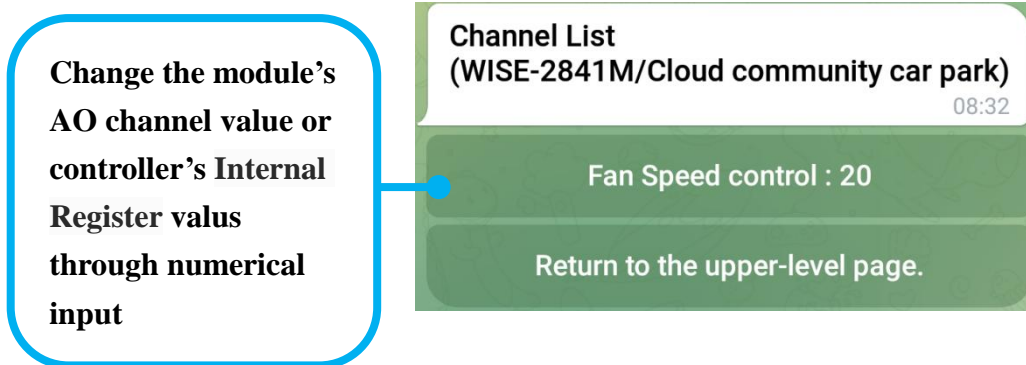 Change the module’s
AO channel value or
controller’s Internal
Register valus
through numerical
input
Channel List
(WISE-2841M/Cloud community car park)
08:32
Fan Speed control : 20
Return to the upper-level page.